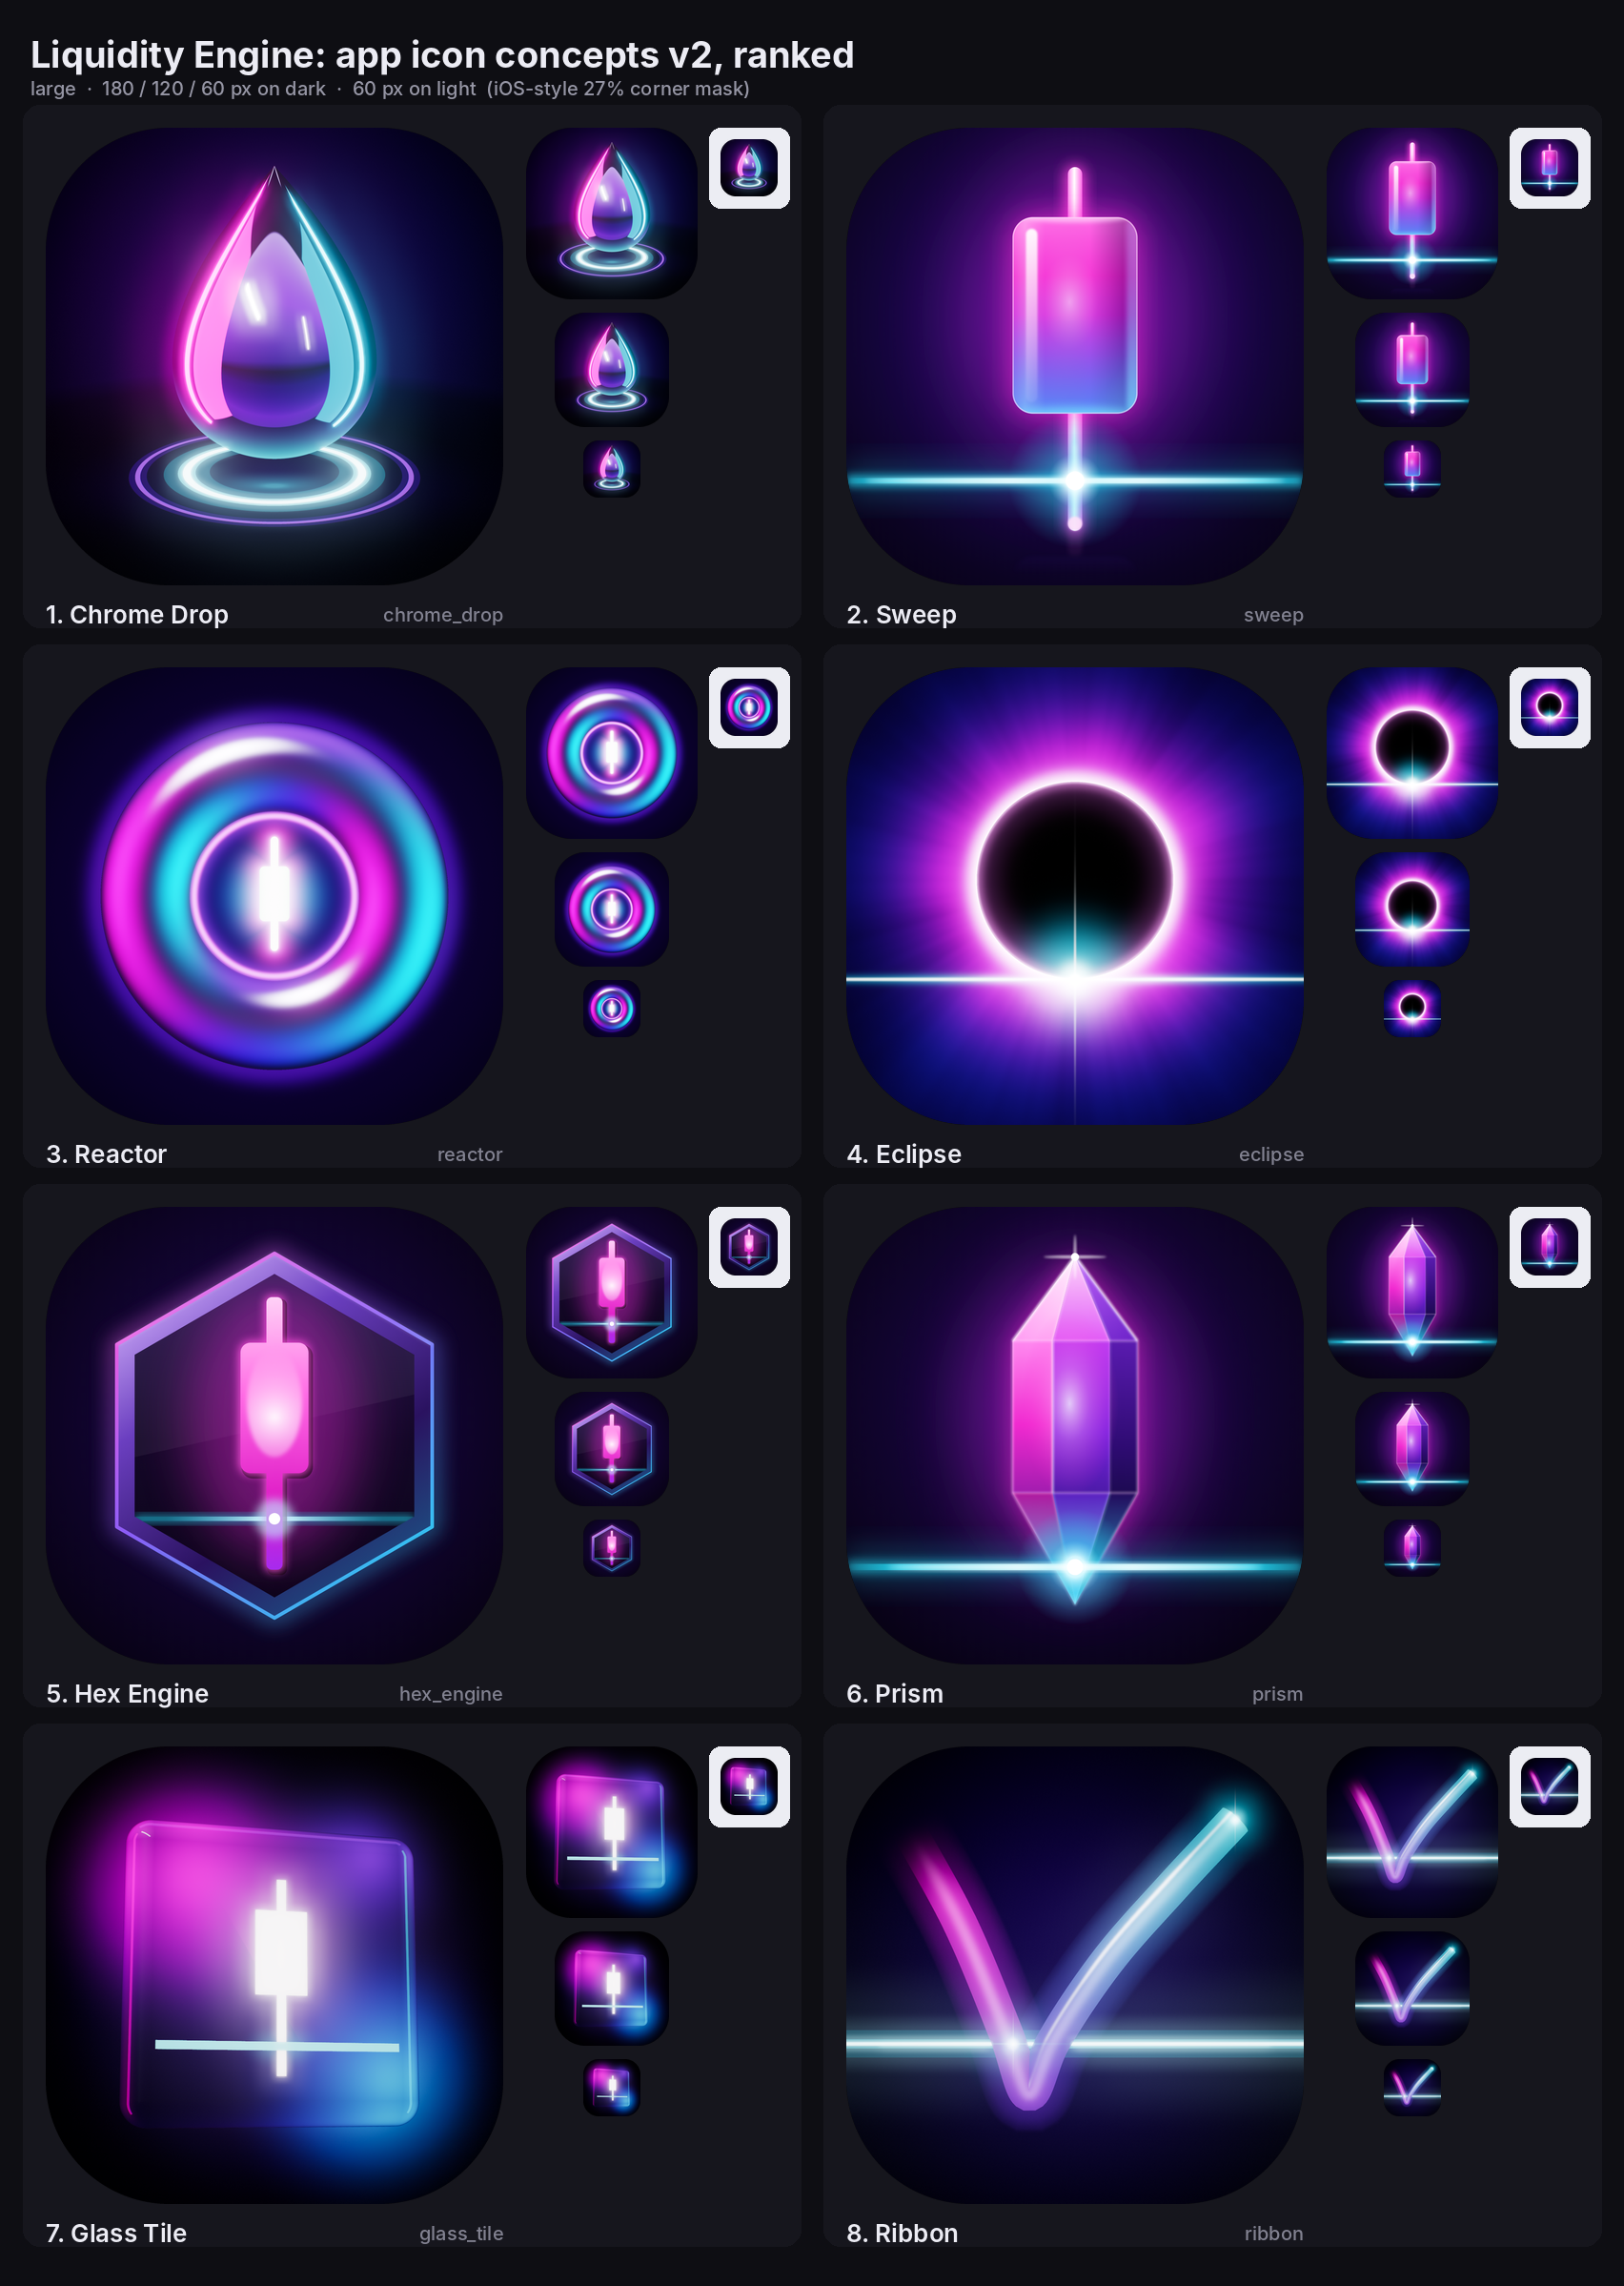 Liquidity Engine: app icon concepts v2, ranked
large · 180 / 120 / 60 px on dark · 60 px on light (iOS-style 27% corner mask)
1. Chrome Drop chrome_drop
2. Sweep sweep
3. Reactor reactor
4. Eclipse eclipse
5. Hex Engine hex_engine
6. Prism prism
7. Glass Tile glass_tile
8. Ribbon ribbon